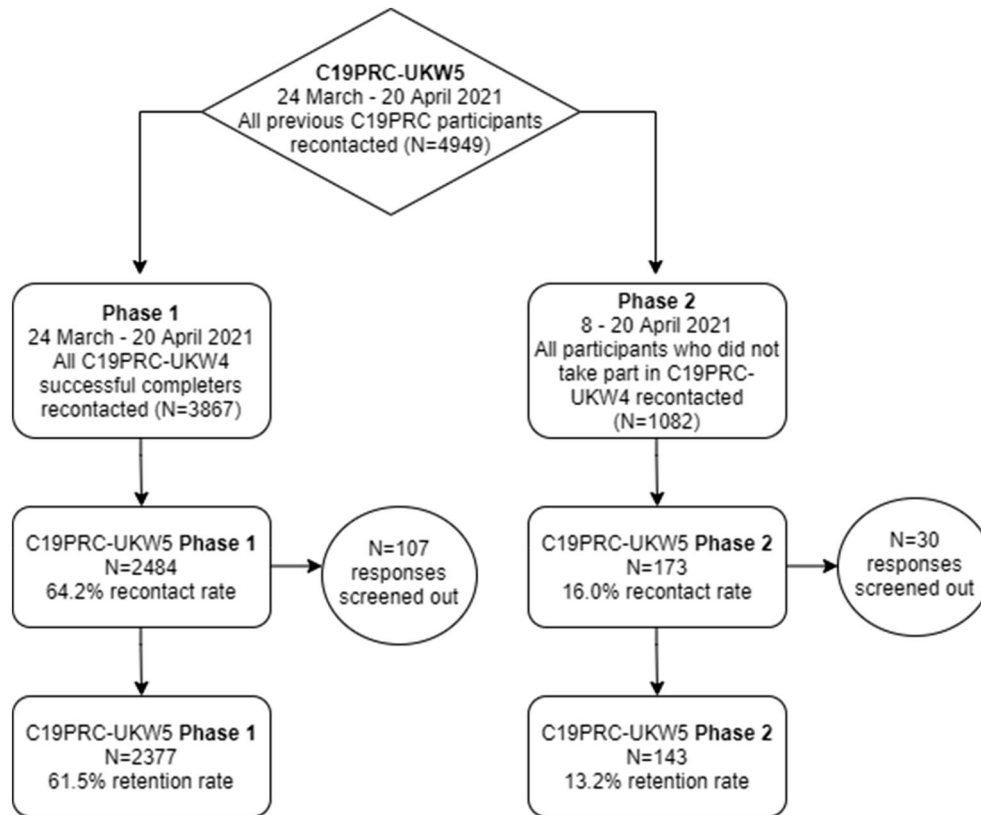 C19PRC-UKW5
24 March - 20 April 2021
All previous C19PRC participants
recontacted (N=4949)
Phase 1
24 March - 20 April 2021
All C19PRC-UKW4
successful completers
recontacted (N=3867)
Phase 2
8 - 20 April 2021
All participants who did not
take part in C19PRC-
UKW4 recontacted
(N=1082)
C19PRC-UKW5 Phase 1
N=2484
64.2% recontact rate
N=107
responses
screened out
C19PRC-UKW5 Phase 2
N=173
16.0% recontact rate
N=30
responses
screened out
C19PRC-UKW5 Phase 1
N=2377
61.5% retention rate
C19PRC-UKW5 Phase 2
N=143
13.2% retention rate